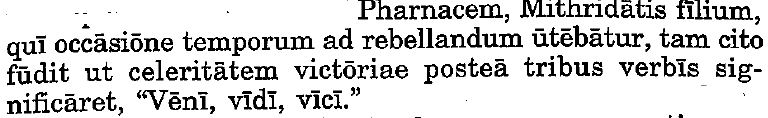 Pharnacem, Mithridātis fīlium,
quī occāsiōne temporum ad rebellandum ūtēbātur, tam cito
fūdit ut celeritātem victōriae posteā tribus verbīs sig-
nificāret, “Vēnī, vīdī, vīcī.”